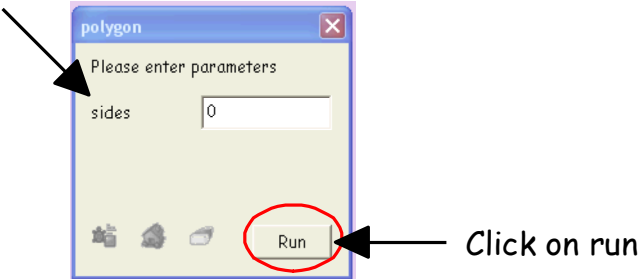 polygon
Please enter parameters
sides 0
Run
Click on run